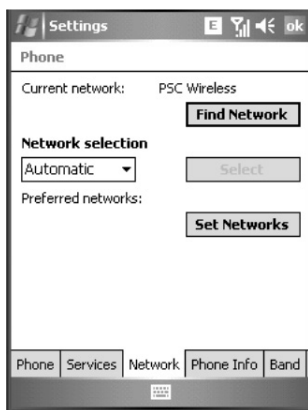 Settings E ok
Phone
Current network: PSC Wireless
Find Network
Network selection
Automatic Select
Preferred networks:
Set Networks
Phone Services Network Phone Info Band